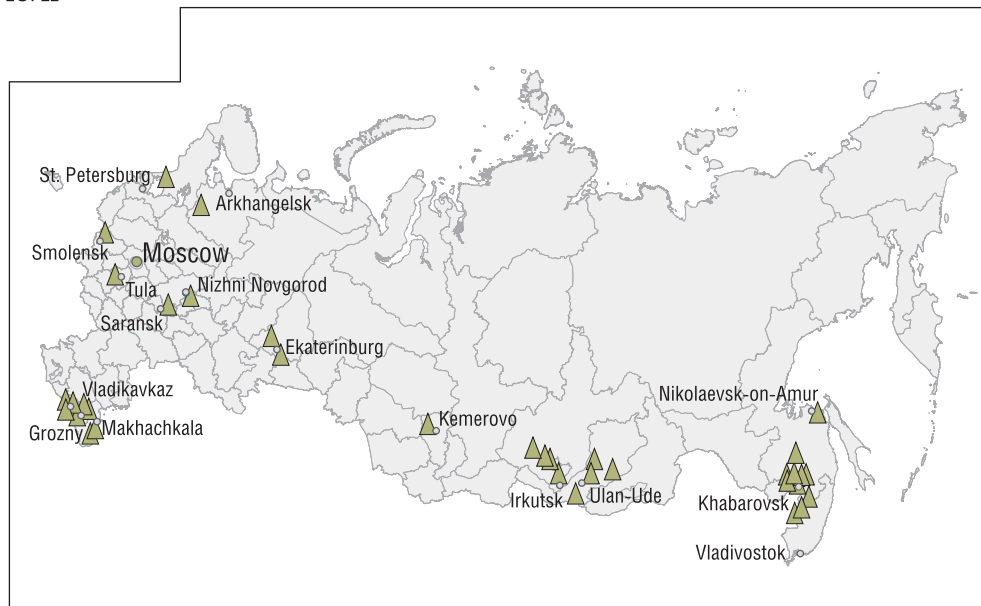 St. Petersburg
Arkhangelsk
Smolensk
Moscow
Tula
Nizhni Novgorod
Saransk
Ekaterinburg
Vladikavkaz
Grozny
Makhachkala
Kemerovo
Nikolaevsk-on-Amur
Irkutsk
Ulan-Ude
Khabarovsk
Vladivostok